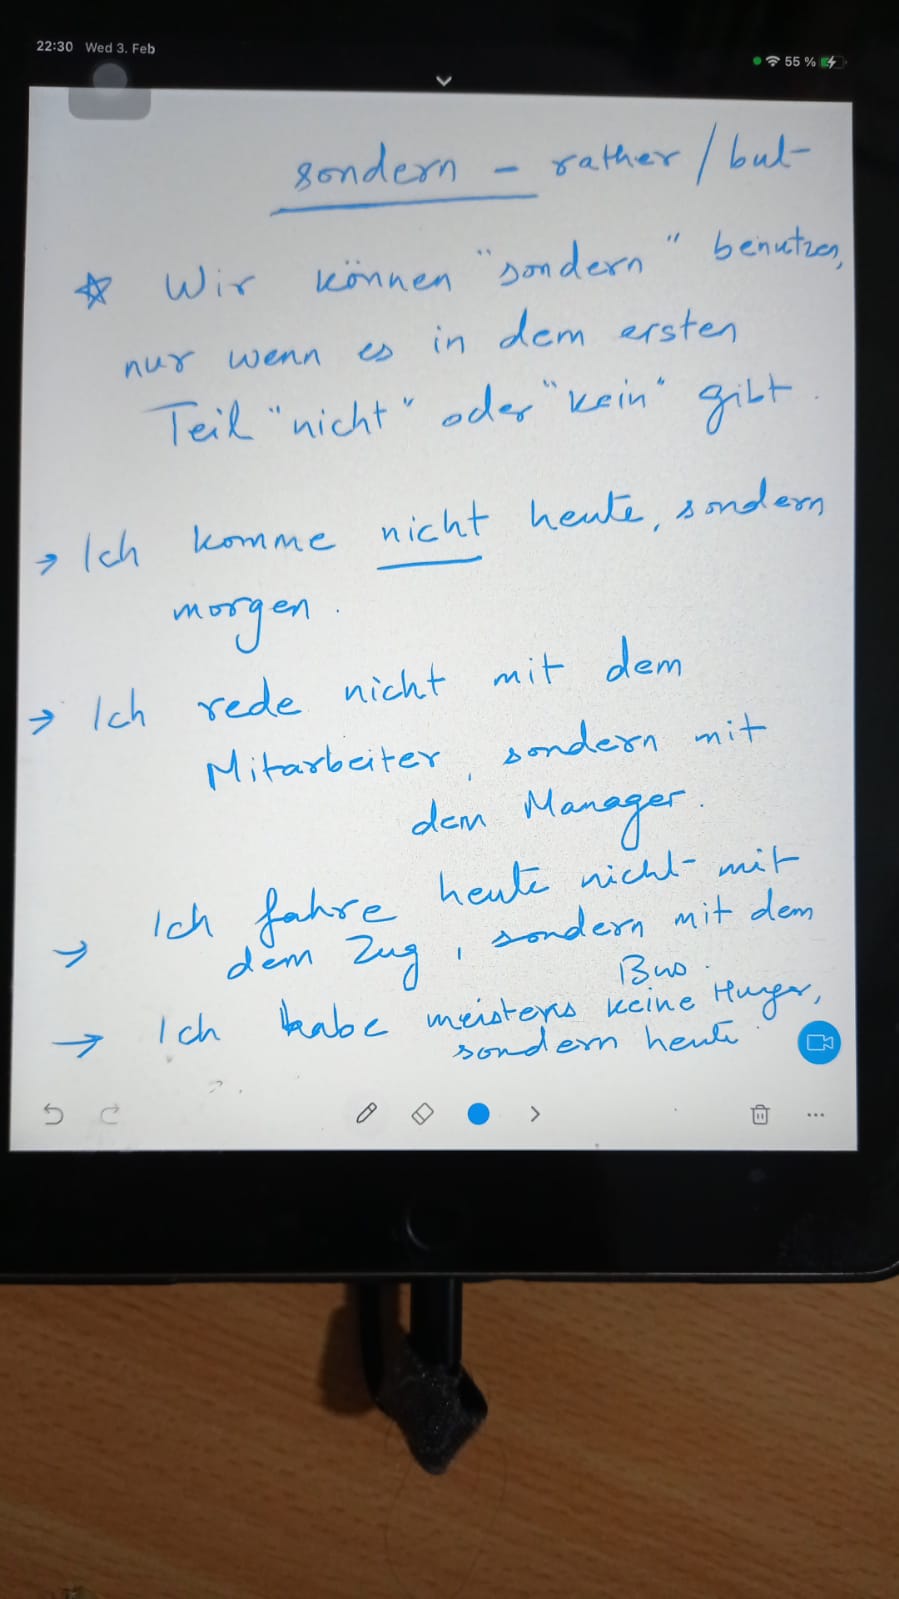 22:30 Wed 3. Feb
55 %
sondern - rather / but
☆ Wir können "sondern" benutzen,
nur wenn es in dem ersten
Teil "nicht" oder "kein" gibt.
→ Ich komme nicht heute, sondern
morgen.
→ Ich rede nicht mit dem
Mitarbeiter, sondern mit
dem Manager.
→ Ich fahre heute nicht mit
dem Zug, sondern mit dem
Bus.
→ Ich habe meistens keine Hunger,
sondern heute.